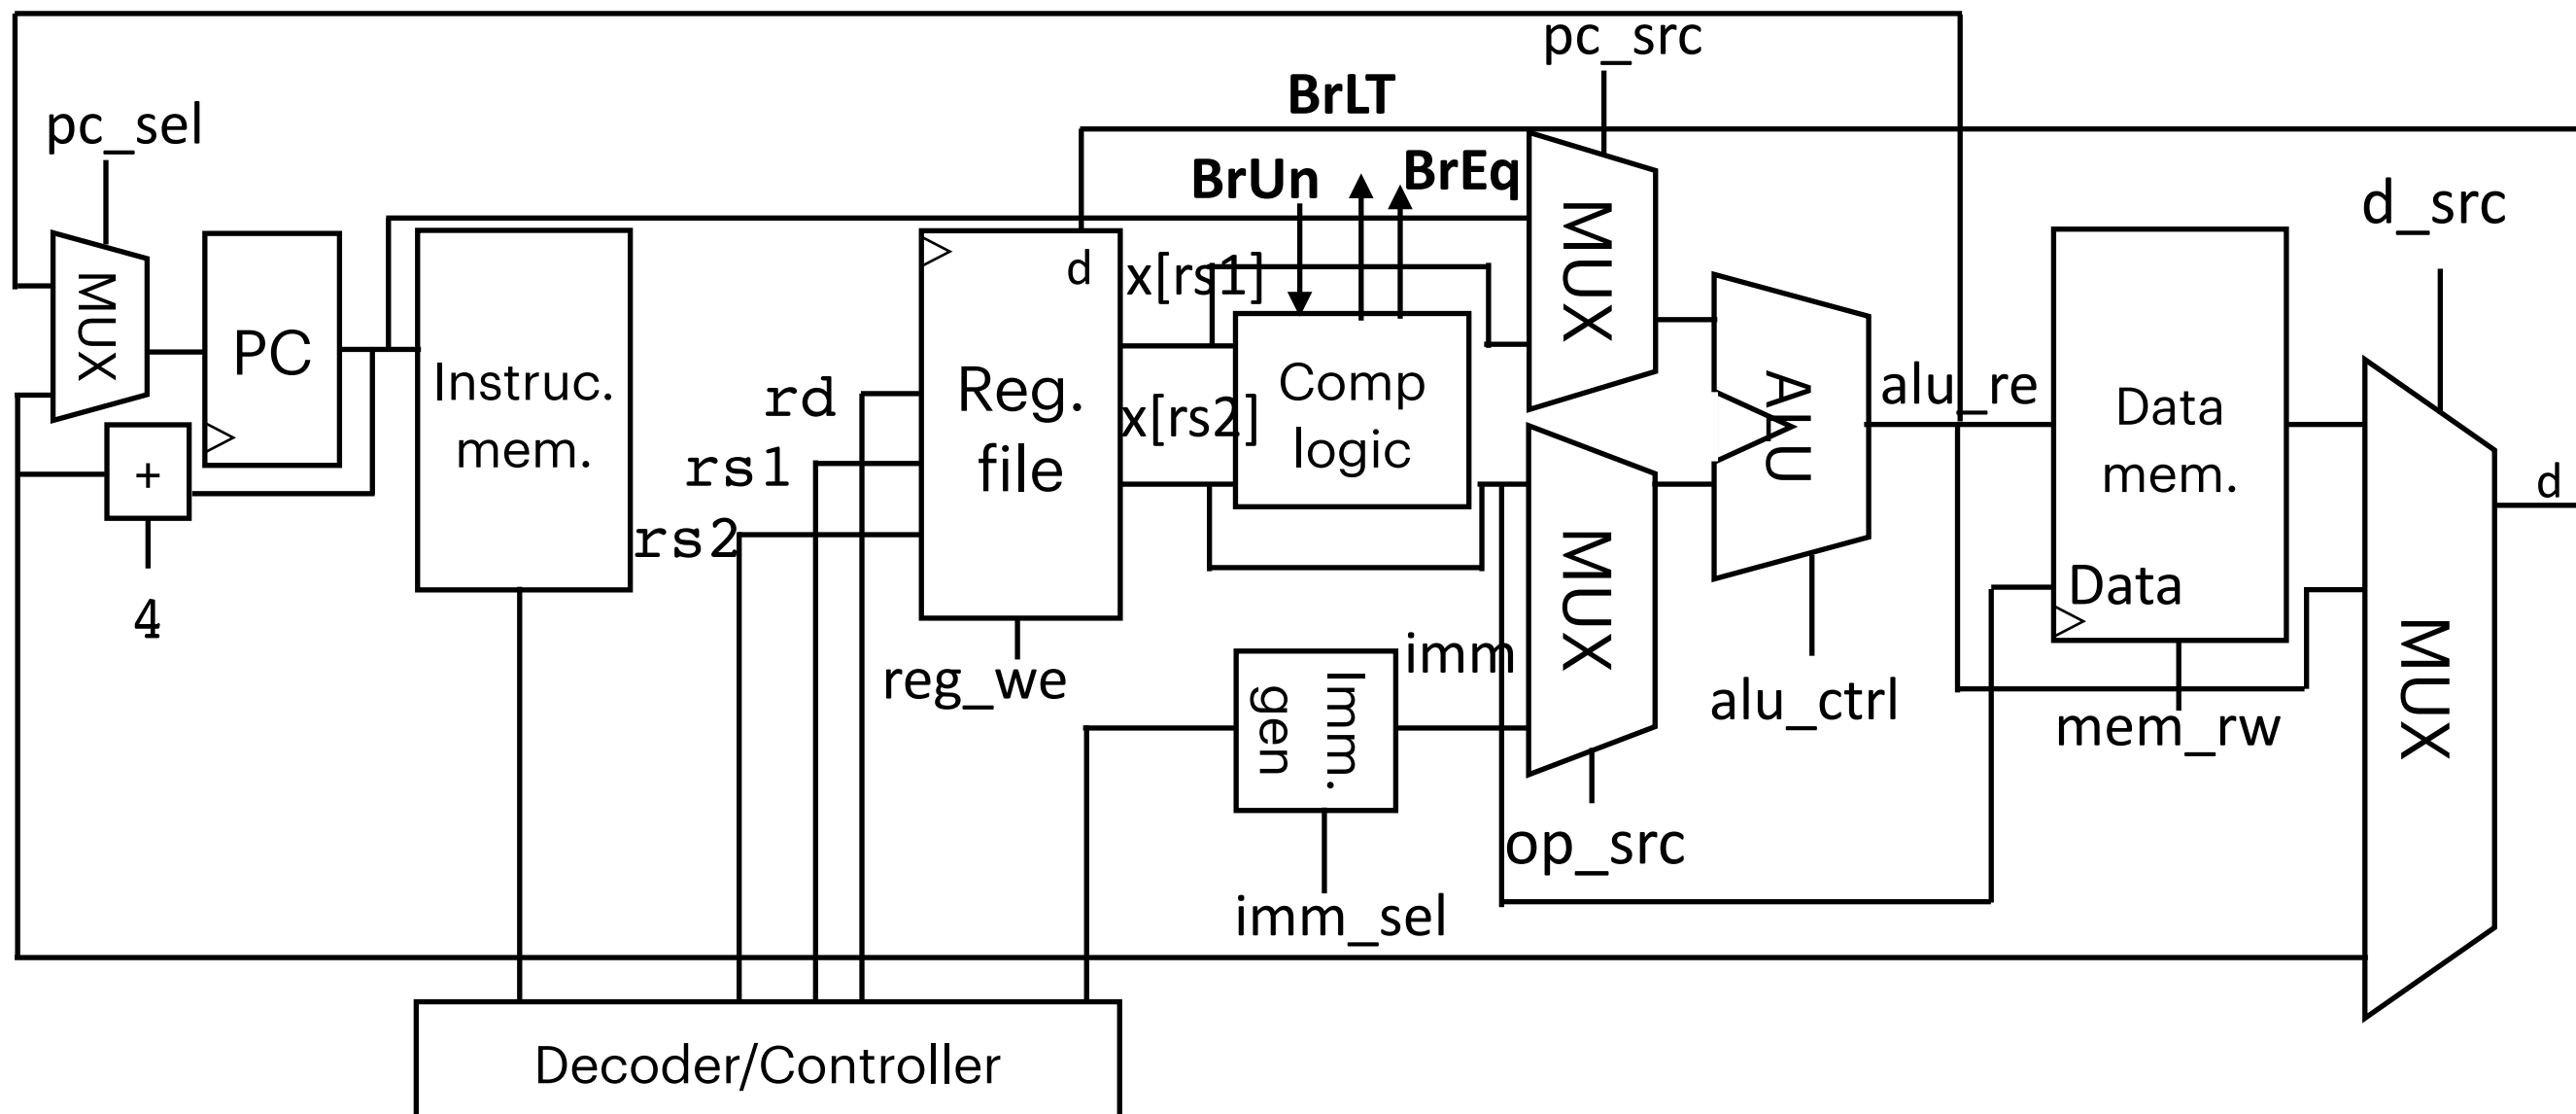 pc_src
BrLT
pc_sel
BrUn
BrEq
d_src
MUX
MUX
d
x[rs1]
PC
Instruc.
mem.
rd
rs1
rs2
Reg.
file
x[rs2]
Comp
logic
ALU
alu_re
Data
mem.
Data
d
+
4
MUX
MUX
reg_we
imm
Imm.
gen
alu_ctrl
mem_rw
op_src
imm_sel
Decoder/Controller